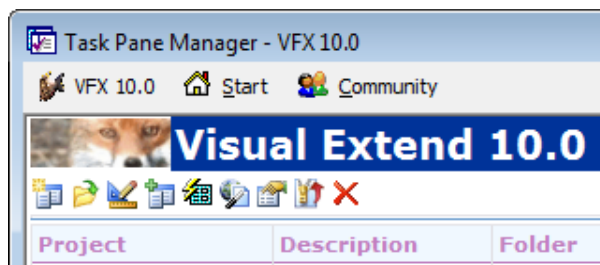 Task Pane Manager - VFX 10.0
VFX 10.0 Start Community
Visual Extend 10.0
Project Description Folder